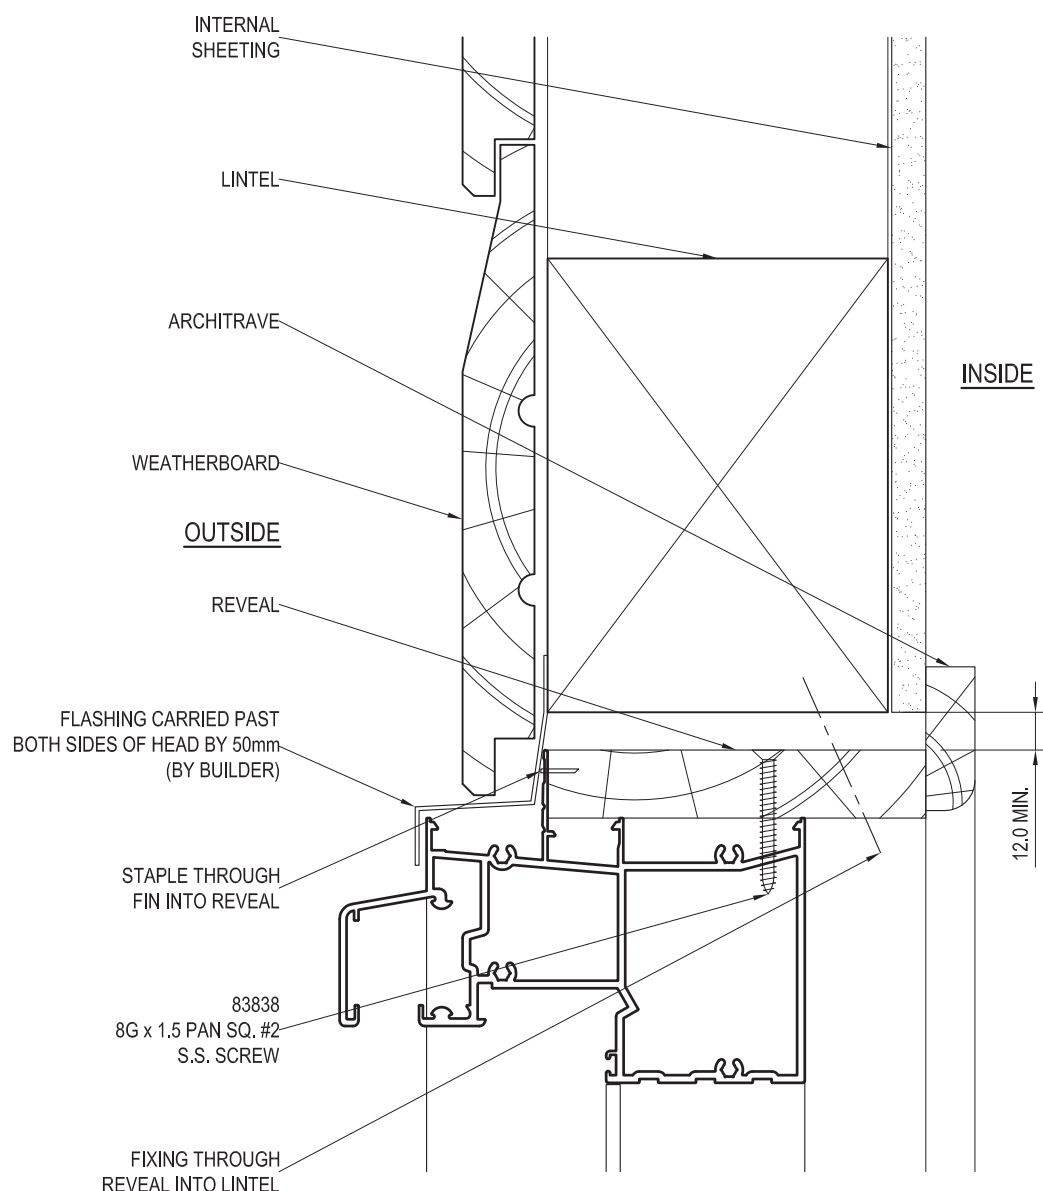 INTERNAL
SHEETING
LINTEL
ARCHITRAVE
INSIDE
WEATHERBOARD
OUTSIDE
REVEAL
FLASHING CARRIED PAST
BOTH SIDES OF HEAD BY 50mm
(BY BUILDER)
12.0 MIN.
STAPLE THROUGH
FIN INTO REVEAL
83838
8G x 1.5 PAN SQ. #2
S.S. SCREW
FIXING THROUGH
REVEAL INTO LINTEL